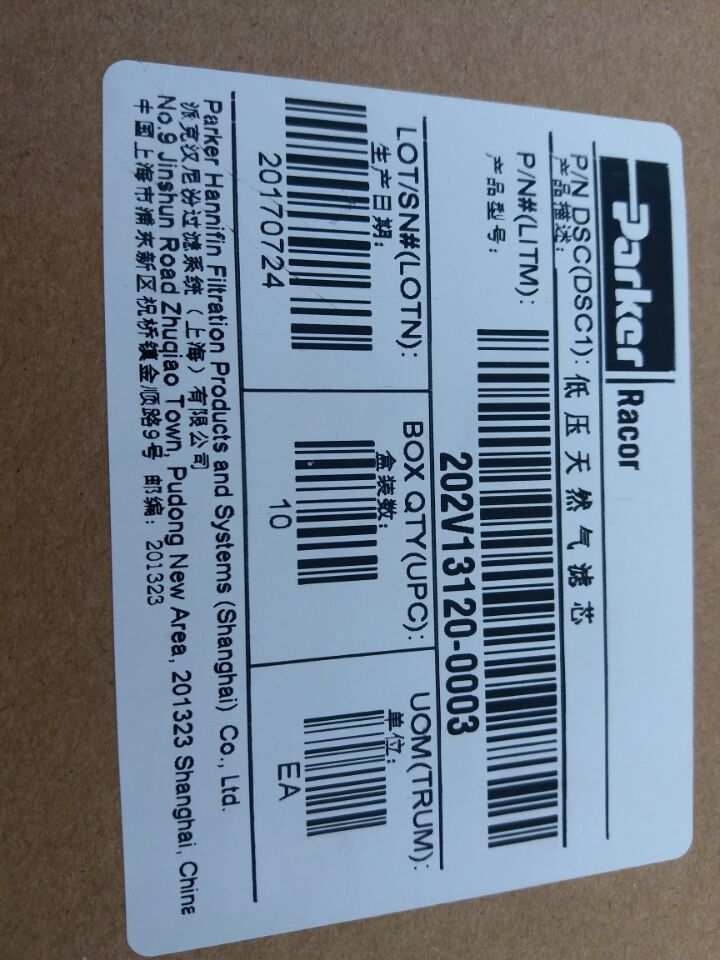 Parker Racor
P/N DSC(DSC1): 低压天然气滤芯
产品描述:
P/N#(LITM):
产品型号:
202V13120-0003
LOT/SN#(LOTN):
生产日期:
20170724
BOX QTY(UPC):
盒装数:
10
UOM(TRUM):
单位:
EA
Parker Hannifin Filtration Products and Systems (Shanghai) Co., Ltd.
派克汉尼汾过滤系统(上海)有限公司
No.9 Jinshun Road Zhuqiao Town, Pudong New Area, 201323 Shanghai, China
中国上海市浦东新区祝桥镇金顺路9号 邮编: 201323